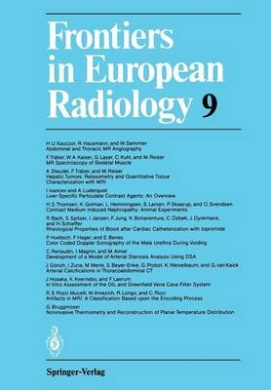 Frontiers
in European
Radiology 9
H.U. Kauczor, R. Hausmann, and W. Semmler
Abdominal and Thoracic MR Angiography
F. Träber, W.A. Kaiser, G. Layer, C. Kuhl, and M. Reiser
MR Spectroscopy of Skeletal Muscle
A. Steudel, F. Träber, and M. Reiser
Hepatic Tumors: Relaxometry and Quantitative Tissue
Characterization with MRI
I. Ivancev and A. Lunderquist
Liver-Specific Particulate Contrast Agents: An Overview
H.S. Thomsen, K. Golman, L. Hemmingsen, S. Larsen, P. Skaarup, and O. Svendsen
Contrast Medium Induced Nephropathy: Animal Experiments
R. Bach, S. Spitzer, I. Janzen, F. Jung, K. Bonaventura, C. Özbek, J. Dyckmans,
and H. Schieffer
Rheological Properties of Blood after Cardiac Catheterization with Iopromide
P. Huebsch, F. Hager, and E. Benes
Color Coded Doppler Sonography of the Male Urethra During Voiding
C. Renaudin, I. Magnin, and M. Amiel
Development of a Model of Arterial Stenosis Analysis Using DSA
J. Görich, I. Zuna, M. Merle, S. Beyer-Enke, G. Probst, K. Weiselbaum, and G. van Kaick
Arterial Calcifications in Thoracoabdominal CT
J. Hosaka, K. Kvernebo, and F. Laerum
In Vitro Assessment of the DIL and Greenfield Vena Cava Filter System
R.S. Pozzi Mucelli, W. Ameisich, R. Longo, and C. Ricci
Artifacts in MRI: A Classification Based upon the Encoding Process
G. Bruggmoser
Noninvasive Thermometry and Reconstruction of Planar Temperature Distribution
Springer-Verlag